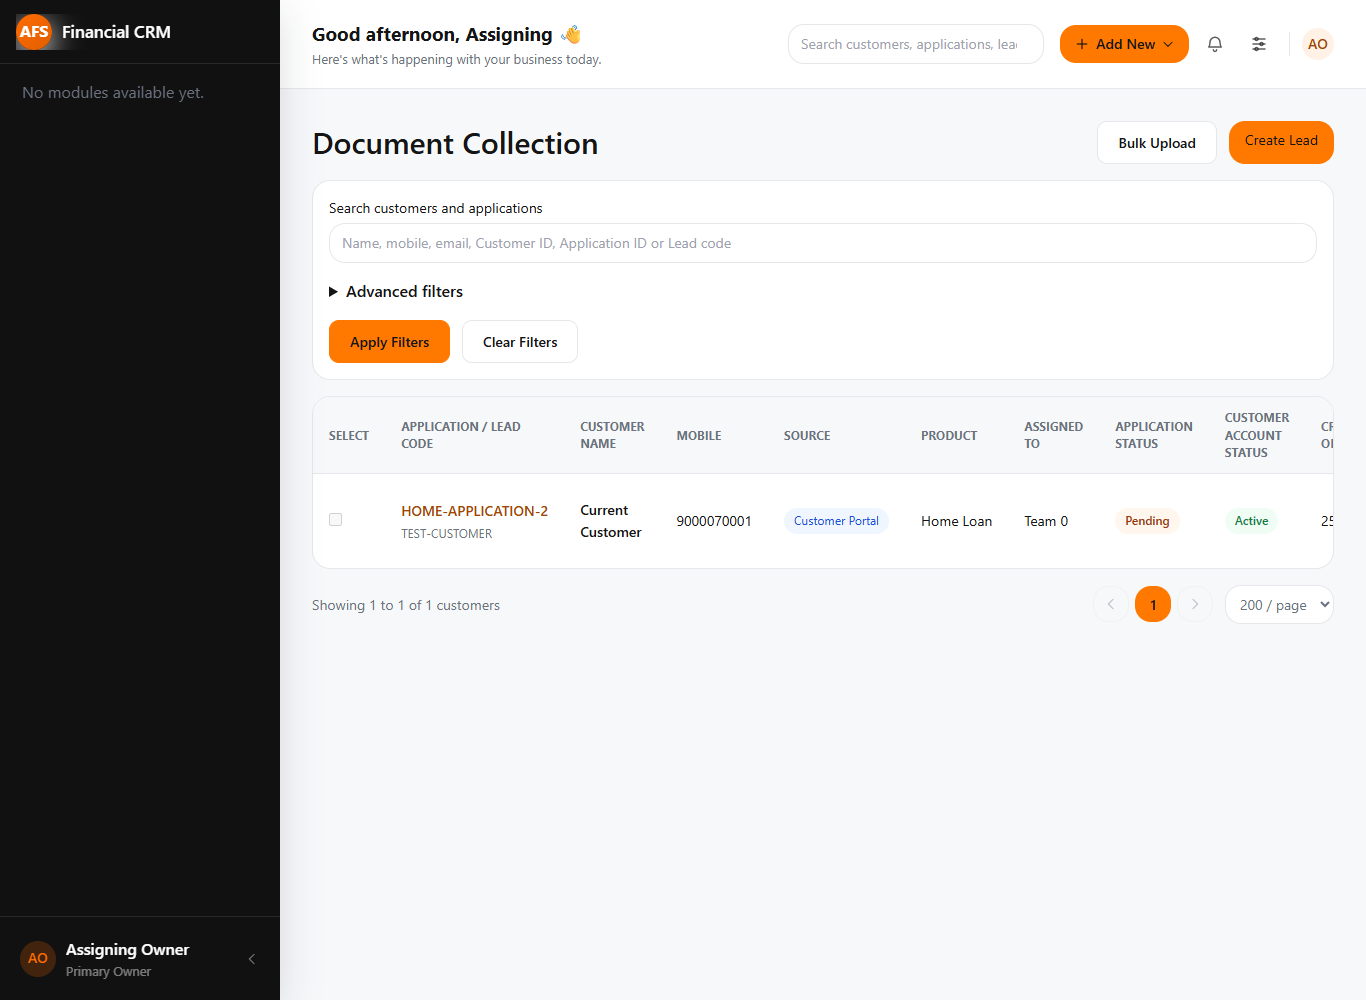 AFS Financial CRM
No modules available yet.
Good afternoon, Assigning 👋
Here's what's happening with your business today.
Search customers, applications, lea
+ Add New
AO
Document Collection
Bulk Upload
Create Lead
Search customers and applications
Name, mobile, email, Customer ID, Application ID or Lead code
Advanced filters
Apply Filters
Clear Filters
SELECT
APPLICATION / LEAD
CODE
CUSTOMER
NAME
MOBILE
SOURCE
PRODUCT
ASSIGNED
TO
APPLICATION
STATUS
CUSTOMER
ACCOUNT
STATUS
HOME-APPLICATION-2
TEST-CUSTOMER
Current
Customer
9000070001
Customer Portal
Home Loan
Team 0
Pending
Active
25
Showing 1 to 1 of 1 customers
1
200 / page
AO
Assigning Owner
Primary Owner